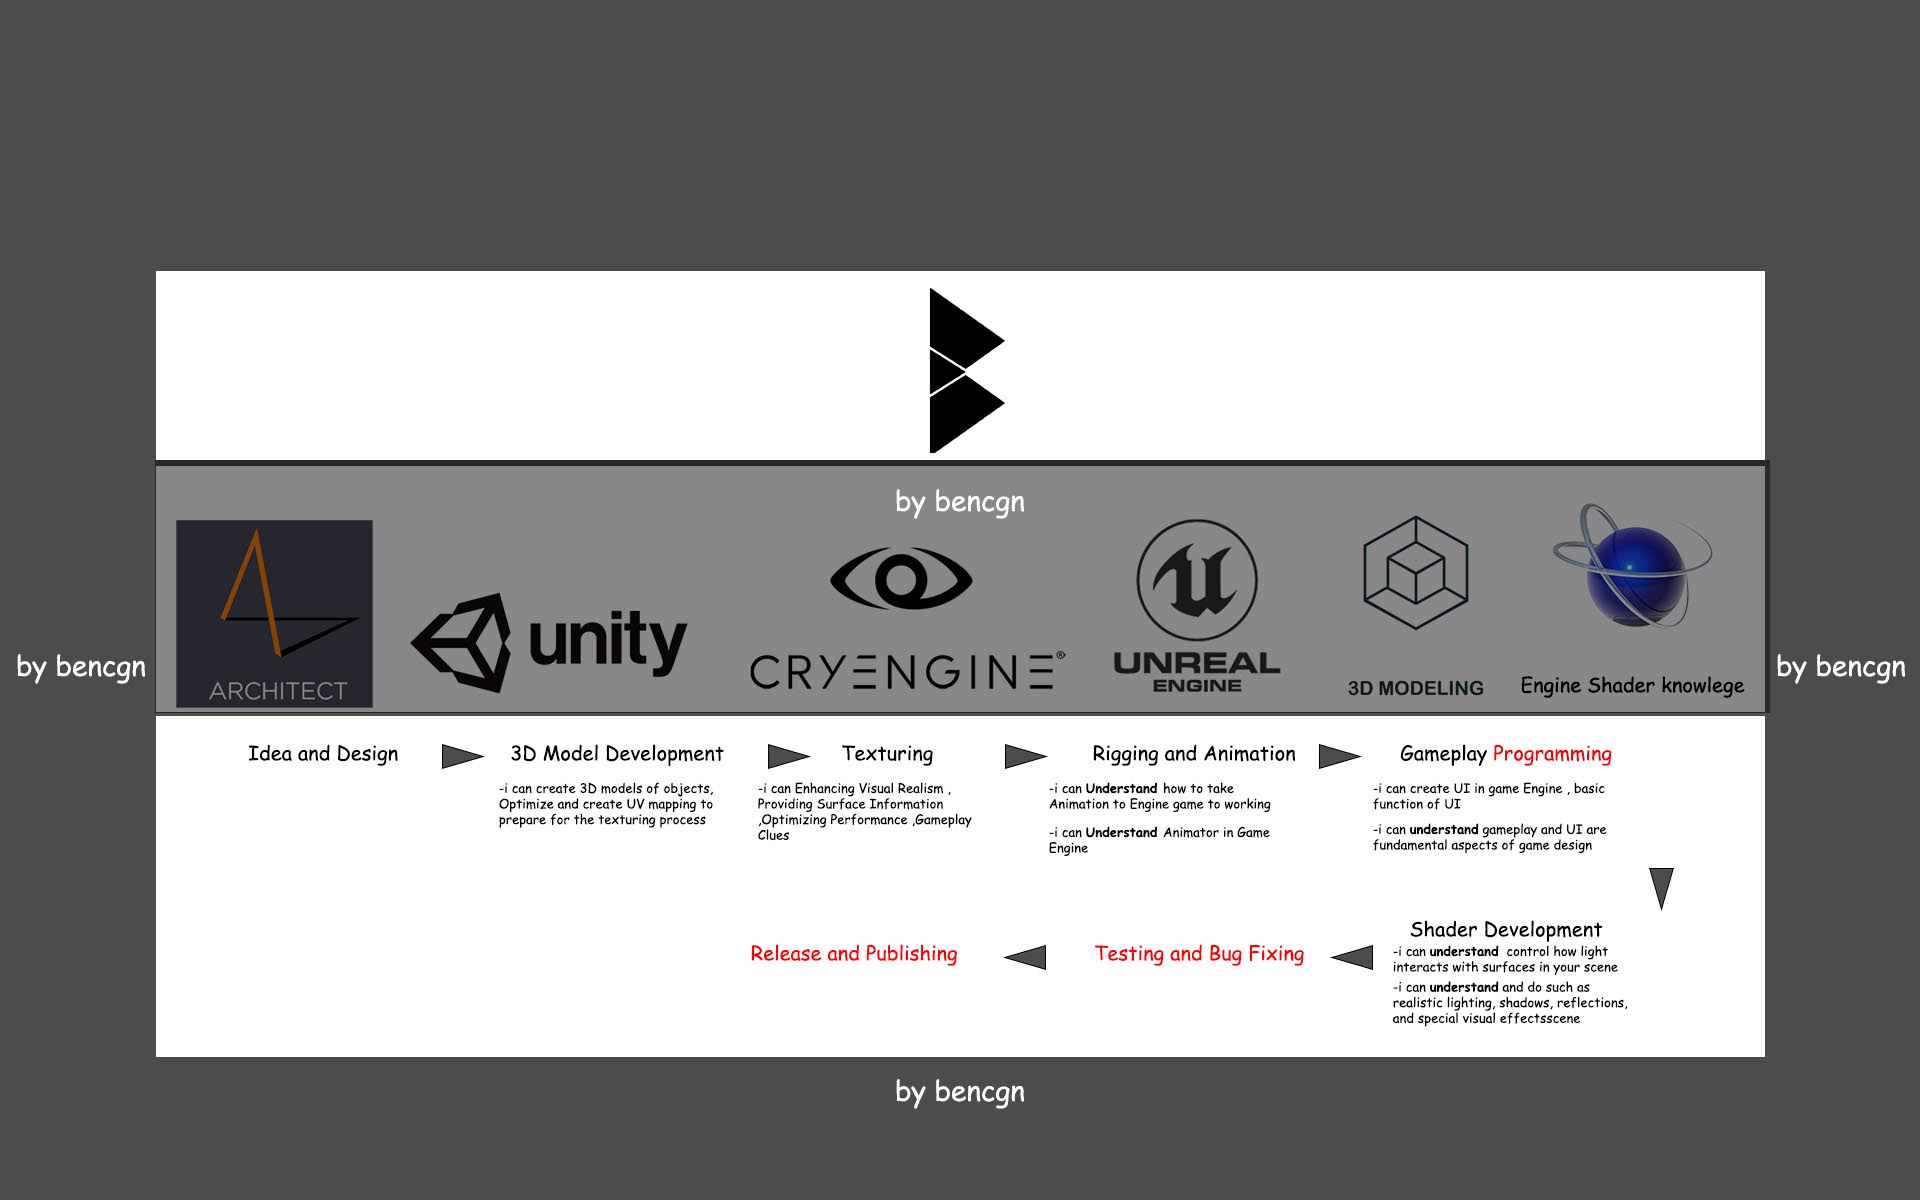 by bencgn
ARCHITECT
unity
CRYENGINE®
UNREAL
ENGINE
3D MODELING
Engine Shader knowlege
by bencgn
by bencgn
Idea and Design
3D Model Development
-i can create 3D models of objects,
Optimize and create UV mapping to
prepare for the texturing process
Texturing
-i can Enhancing Visual Realism ,
Providing Surface Information
,Optimizing Performance ,Gameplay
Clues
Rigging and Animation
-i can Understand how to take
Animation to Engine game to working
-i can Understand Animator in Game
Engine
Gameplay Programming
-i can create UI in game Engine , basic
function of UI
-i can understand gameplay and UI are
fundamental aspects of game design
Shader Development
-i can understand control how light
interacts with surfaces in your scene
-i can understand and do such as
realistic lighting, shadows, reflections,
and special visual effectsscene
Testing and Bug Fixing
Release and Publishing
by bencgn